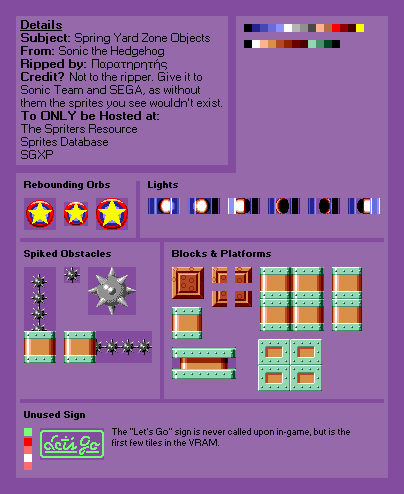 Details
Subject: Spring Yard Zone Objects
From: Sonic the Hedgehog
Ripped by: Παρατηρητής
Credit? Not to the ripper. Give it to
Sonic Team and SEGA, as without
them the sprites you see wouldn't exist.
To ONLY be Hosted at:
The Spriters Resource
Sprites Database
SGXP
Rebounding Orbs
Lights
Spiked Obstacles
Blocks & Platforms
Unused Sign
Let's Go
The "Let's Go" sign is never called upon in-game, but is the
first few tiles in the VRAM.